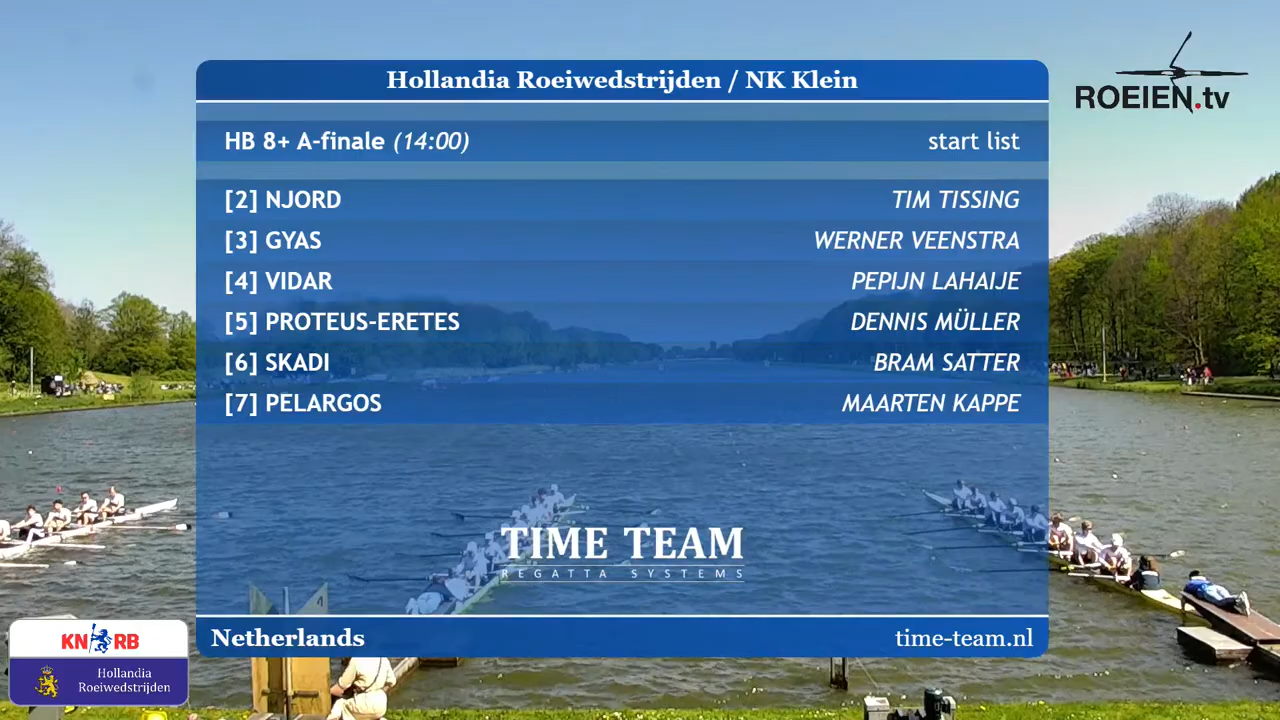 Hollandia Roeiwedstrijden / NK Klein
ROEIEN.tv
HB 8+ A-finale (14:00) start list
[2] NJORD TIM TISSING
[3] GYAS WERNER VEENSTRA
[4] VIDAR PEPIJN LAHAIJE
[5] PROTEUS-ERETES DENNIS MÜLLER
[6] SKADI BRAM SATTER
[7] PELARGOS MAARTEN KAPPE
TIME TEAM
REGATTA SYSTEMS
4
Netherlands time-team.nl
KNRB
Hollandia
Roeiwedstrijden